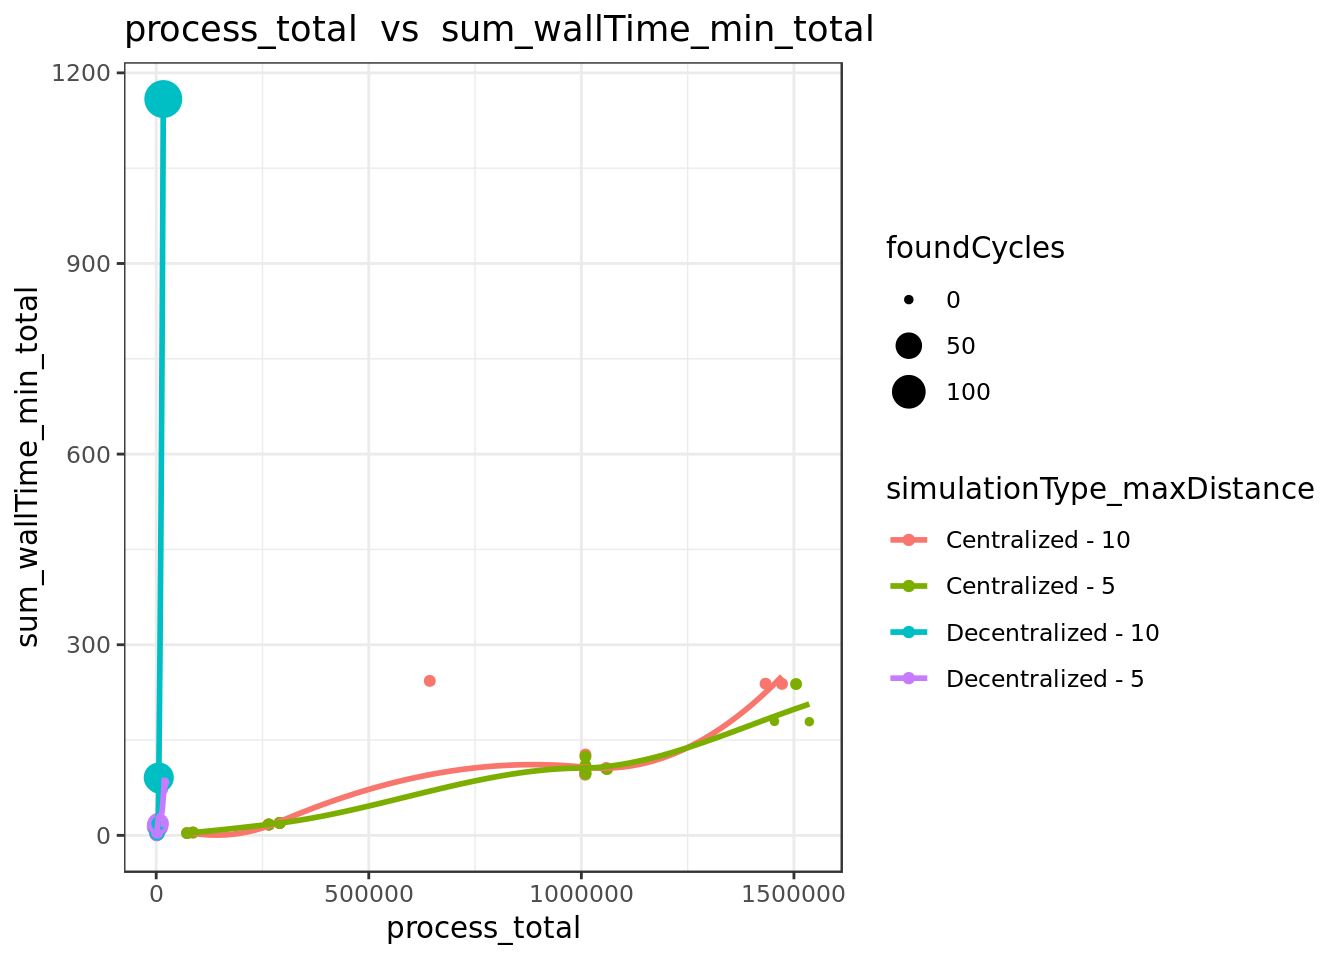 process_total vs sum_wallTime_min_total
sum_wallTime_min_total
1200
900
600
300
0
0
500000
1000000
1500000
process_total
foundCycles
0
50
100
simulationType_maxDistance
Centralized - 10
Centralized - 5
Decentralized - 10
Decentralized - 5